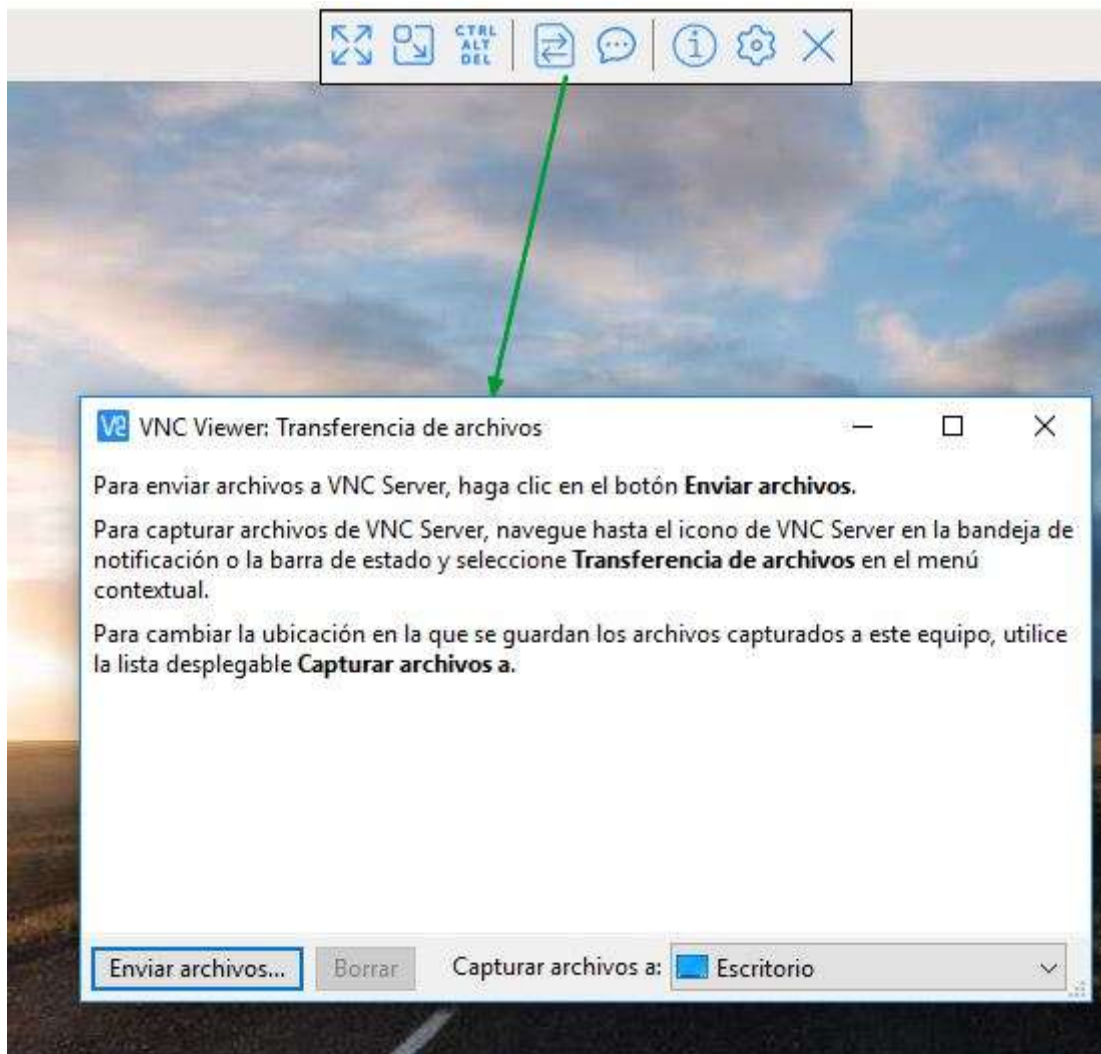 CTRL
ALT
DEL
VNC Viewer: Transferencia de archivos
Para enviar archivos a VNC Server, haga clic en el botón Enviar archivos.
Para capturar archivos de VNC Server, navegue hasta el icono de VNC Server en la bandeja de
notificación o la barra de estado y seleccione Transferencia de archivos en el menú
contextual.
Para cambiar la ubicación en la que se guardan los archivos capturados a este equipo, utilice
la lista desplegable Capturar archivos a.
Enviar archivos... Borrar Capturar archivos a: Escritorio